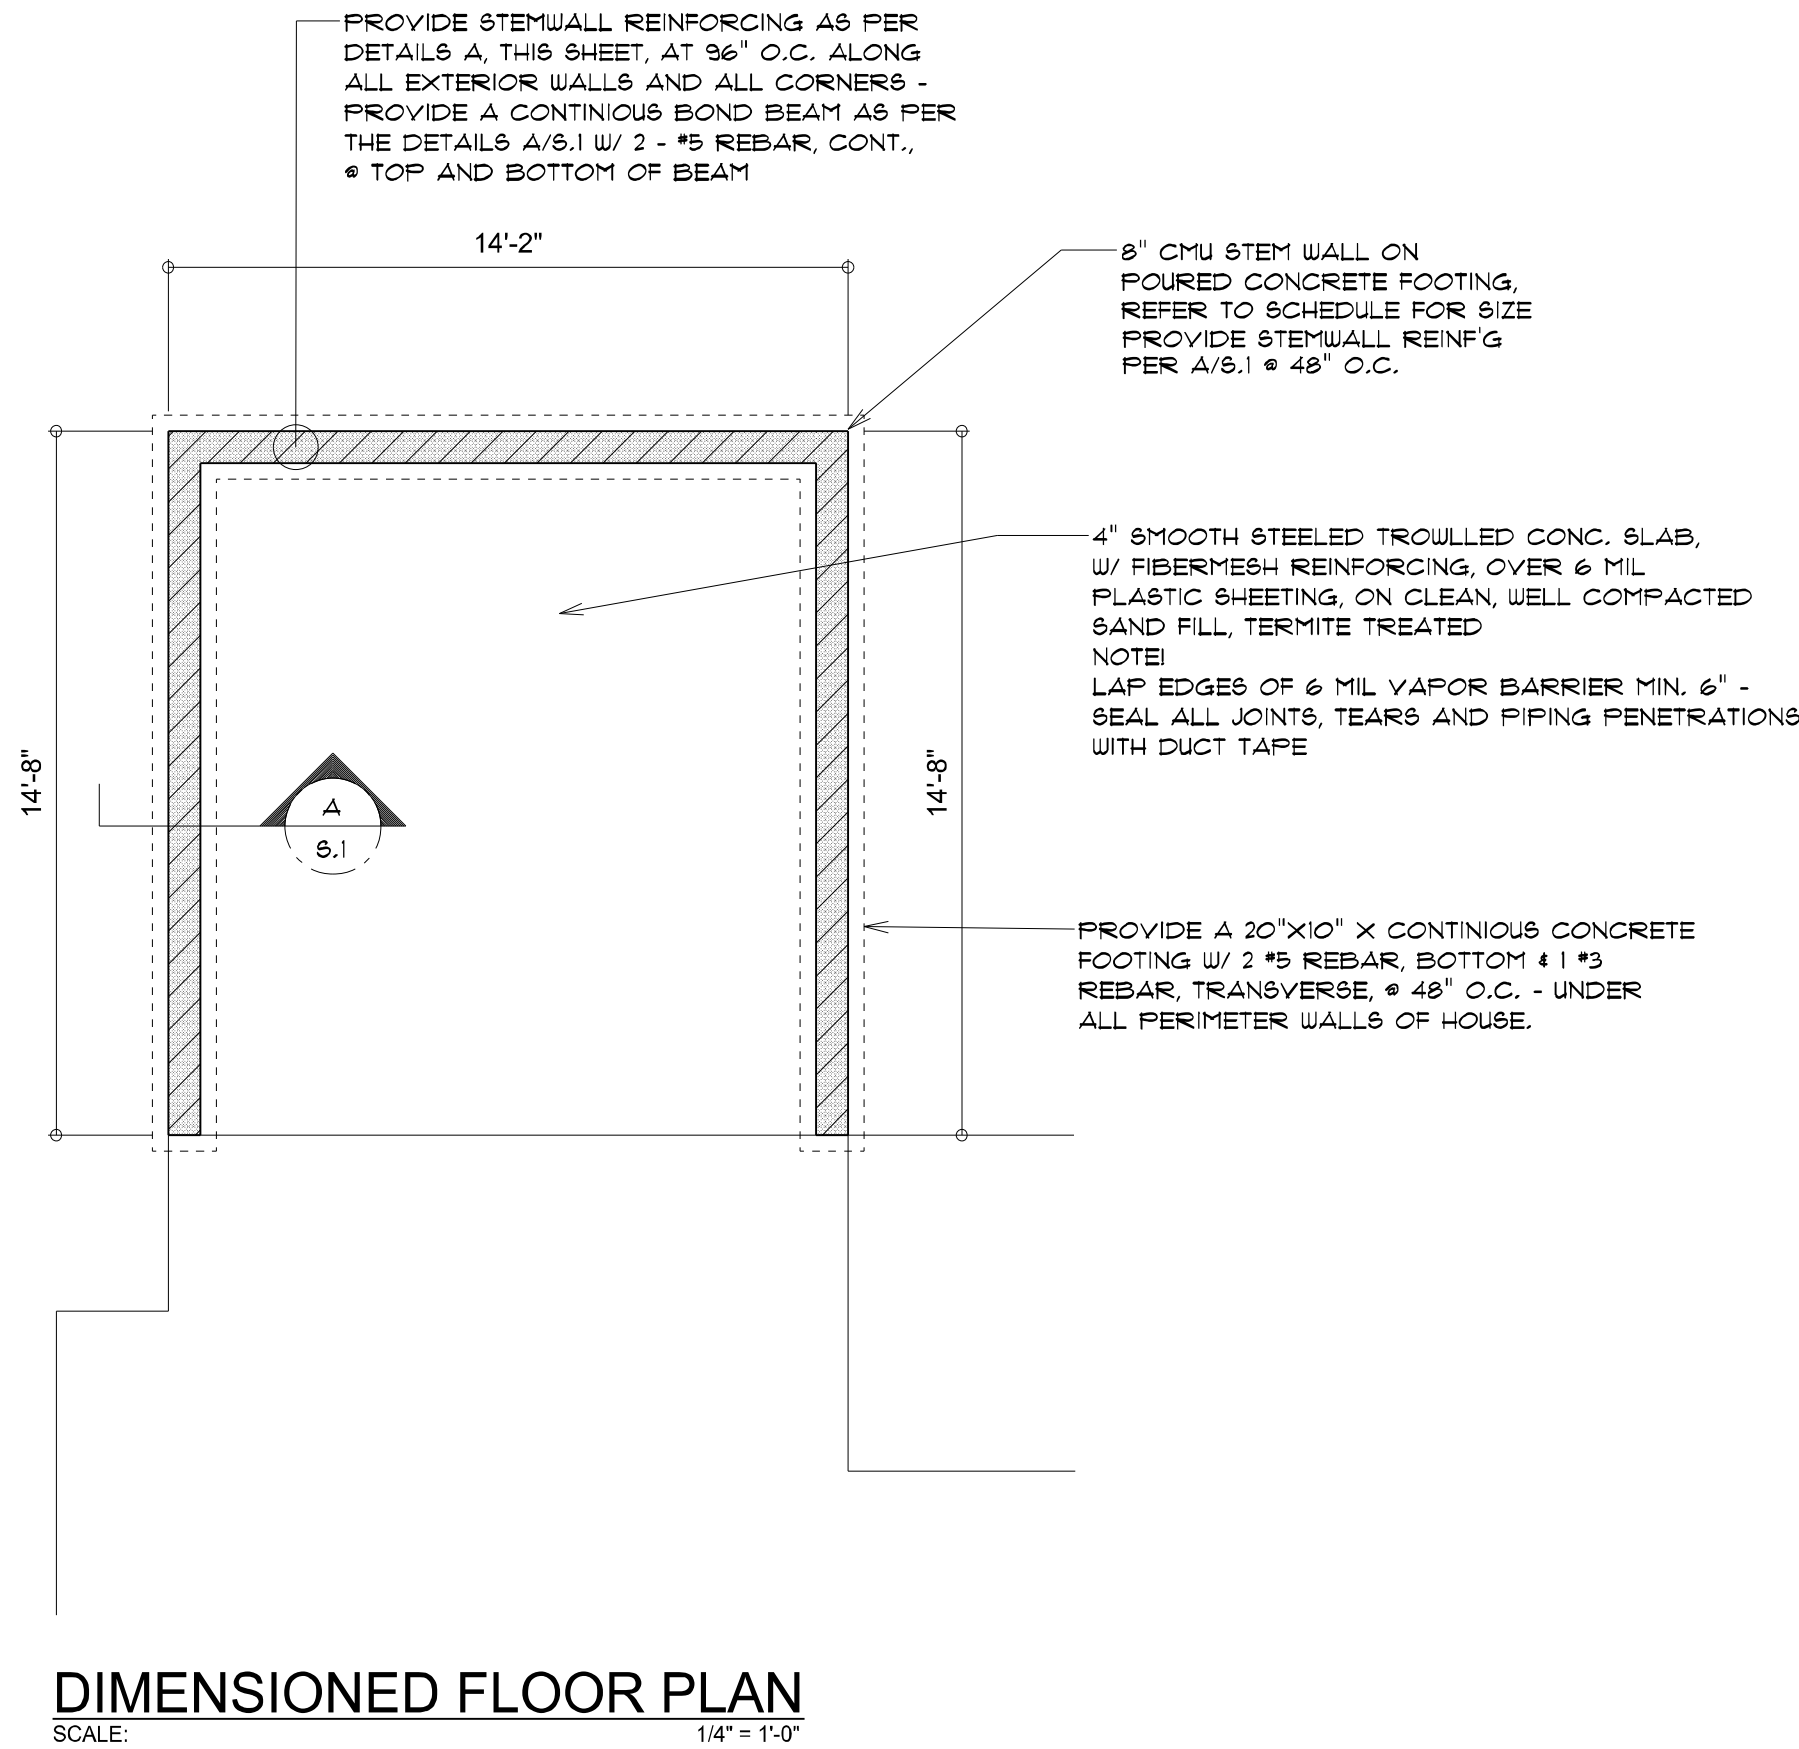 PROVIDE STEMWALL REINFORCING AS PER
DETAILS A, THIS SHEET, AT 96" O.C. ALONG
ALL EXTERIOR WALLS AND ALL CORNERS -
PROVIDE A CONTINIOUS BOND BEAM AS PER
THE DETAILS A/S.1 W/ 2 - #5 REBAR, CONT.,
@ TOP AND BOTTOM OF BEAM
14'-2"
8" CMU STEM WALL ON
POURED CONCRETE FOOTING,
REFER TO SCHEDULE FOR SIZE
PROVIDE STEMWALL REINF'G
PER A/S.1 @ 48" O.C.
4" SMOOTH STEELED TROWLLED CONC. SLAB,
W/ FIBERMESH REINFORCING, OVER 6 MIL
PLASTIC SHEETING, ON CLEAN, WELL COMPACTED
SAND FILL, TERMITE TREATED
NOTE!
LAP EDGES OF 6 MIL VAPOR BARRIER MIN. 6" -
SEAL ALL JOINTS, TEARS AND PIPING PENETRATIONS
WITH DUCT TAPE
14'-8"
A
S.1
14'-8"
PROVIDE A 20"X10" X CONTINIOUS CONCRETE
FOOTING W/ 2 #5 REBAR, BOTTOM & 1 #3
REBAR, TRANSVERSE, @ 48" O.C. - UNDER
ALL PERIMETER WALLS OF HOUSE.
DIMENSIONED FLOOR PLAN
SCALE: 1/4" = 1'-0"